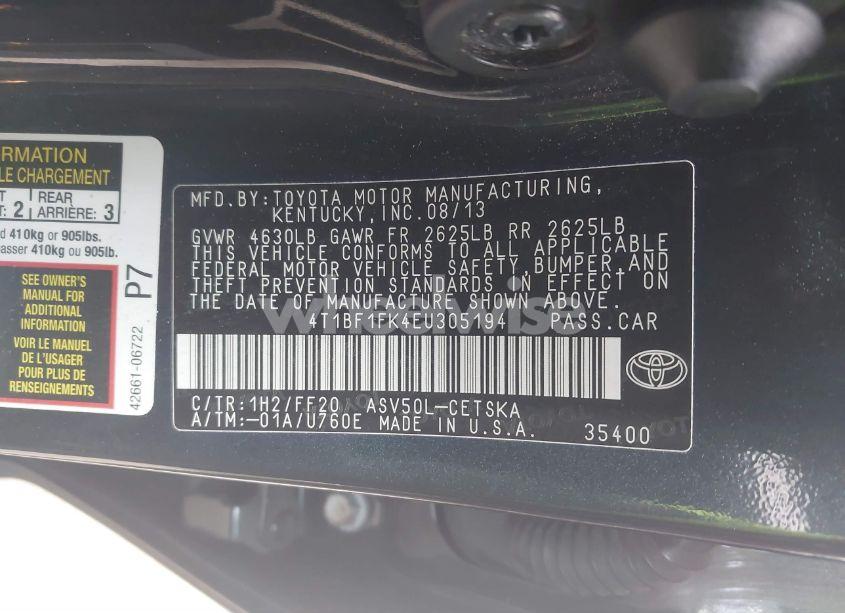 ORMATION
LE CHARGEMENT
T: 2 REAR ARRIÈRE: 3
d 410kg or 905lbs.
asser 410kg ou 905lb.
SEE OWNER'S
MANUAL FOR
ADDITIONAL
INFORMATION
VOIR LE MANUEL
DE L'USAGER
POUR PLUS DE
RENSEIGNEMENTS
42661-06722
P7
MFD.BY:TOYOTA MOTOR MANUFACTURING,
KENTUCKY,INC.08/13
GVWR 4630LB GAWR FR 2625LB RR 2625LB
THIS VEHICLE CONFORMS TO ALL APPLICABLE
FEDERAL MOTOR VEHICLE SAFETY,BUMPER,AND
THEFT PREVENTION STANDARDS IN EFFECT ON
THE DATE OF MANUFACTURE SHOWN ABOVE.
wheelwise
4T1BF1FK4EU305194 PASS.CAR
C/TR:1H2/FF20 ASV50L-CETSKA
A/TM:-01A/U760E MADE IN U.S.A. 35400